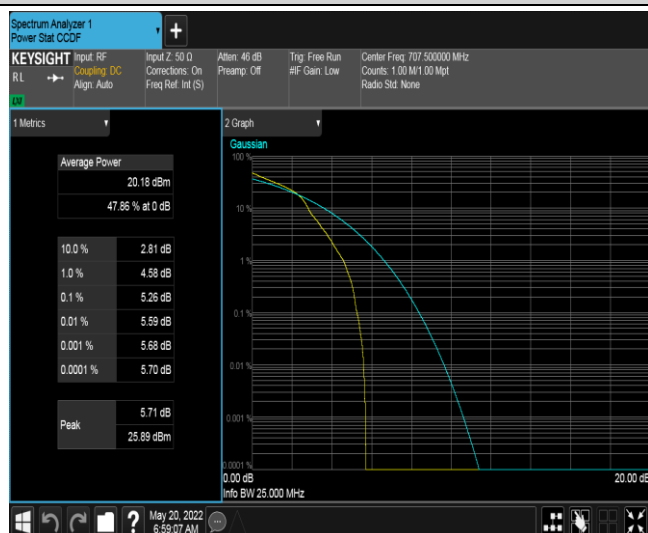 Spectrum Analyzer 1
Power Stat CCDF
+
KEYSIGHT
RL
Input: RF
Coupling: DC
Align: Auto
Input Z: 50 Ω
Corrections: On
Freq Ref: Int (S)
Atten: 46 dB
Preamp: Off
Trig: Free Run
#IF Gain: Low
Center Freq: 707.500000 MHz
Counts: 1.00 M/1.00 Mpt
Radio Std: None
1 Metrics
Average Power
20.18 dBm
47.86 % at 0 dB
10.0 % 2.81 dB
1.0 % 4.58 dB
0.1 % 5.26 dB
0.01 % 5.59 dB
0.001 % 5.68 dB
0.0001 % 5.70 dB
Peak
5.71 dB
25.89 dBm
2 Graph
Gaussian
100 %
10 %
1 %
0.1 %
0.01 %
0.001 %
0.0001 %
0.00 dB
20.00 dB
Info BW 25.000 MHz
?
May 20, 2022
6:59:07 AM